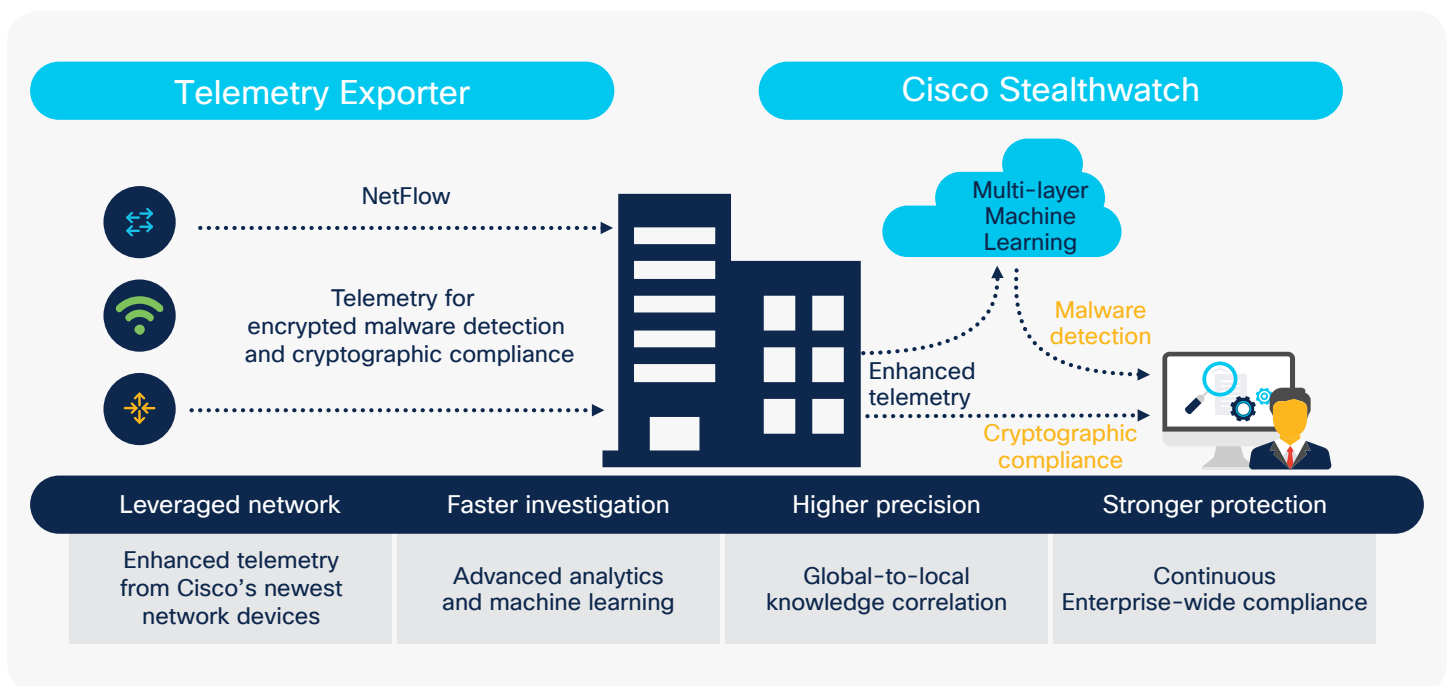 Telemetry Exporter
Cisco Stealthwatch
NetFlow
Telemetry for
encrypted malware detection
and cryptographic compliance
Multi-layer
Machine
Learning
Malware
detection
Enhanced
telemetry
Cryptographic
compliance
Leveraged network
Faster investigation
Higher precision
Stronger protection
Enhanced telemetry
from Cisco's newest
network devices
Advanced analytics
and machine learning
Global-to-local
knowledge correlation
Continuous
Enterprise-wide compliance